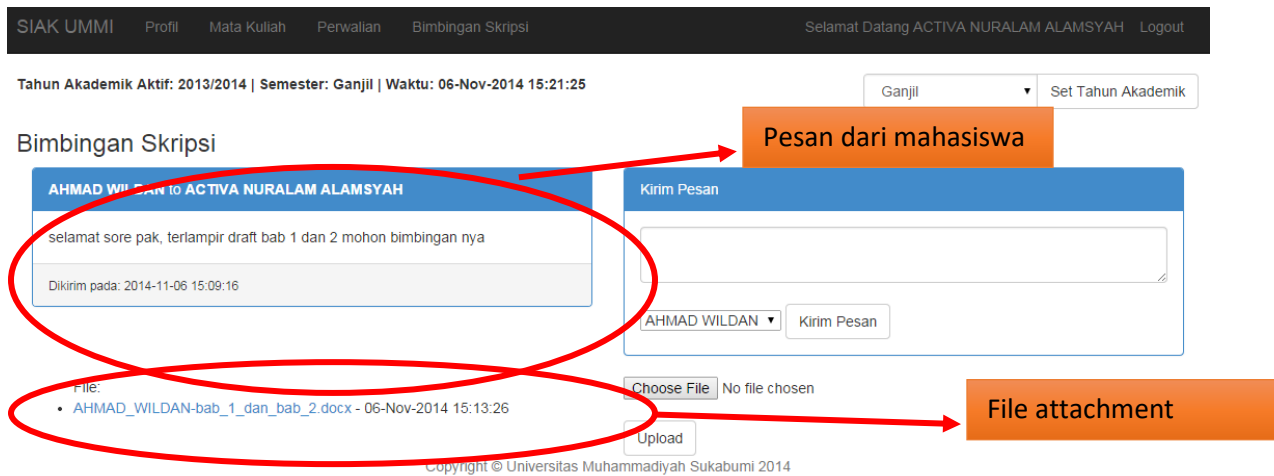 SIAK UMMI Profil Mata Kuliah Perwalian Bimbingan Skripsi Selamat Datang ACTIVA NURALAM ALAMSYAH Logout
Tahun Akademik Aktif: 2013/2014 | Semester: Ganjil | Waktu: 06-Nov-2014 15:21:25
Ganjil Set Tahun Akademik
Pesan dari mahasiswa
Bimbingan Skripsi
AHMAD WILDAN to ACTIVA NURALAM ALAMSYAH
selamat sore pak, terlampir draft bab 1 dan 2 mohon bimbingan nya
Dikirim pada: 2014-11-06 15:09:16
Kirim Pesan
AHMAD WILDAN Kirim Pesan
File:
AHMAD_WILDAN-bab_1_dan_bab_2.docx - 06-Nov-2014 15:13:26
Choose File No file chosen
Upload
File attachment
Copyright © Universitas Muhammadiyah Sukabumi 2014